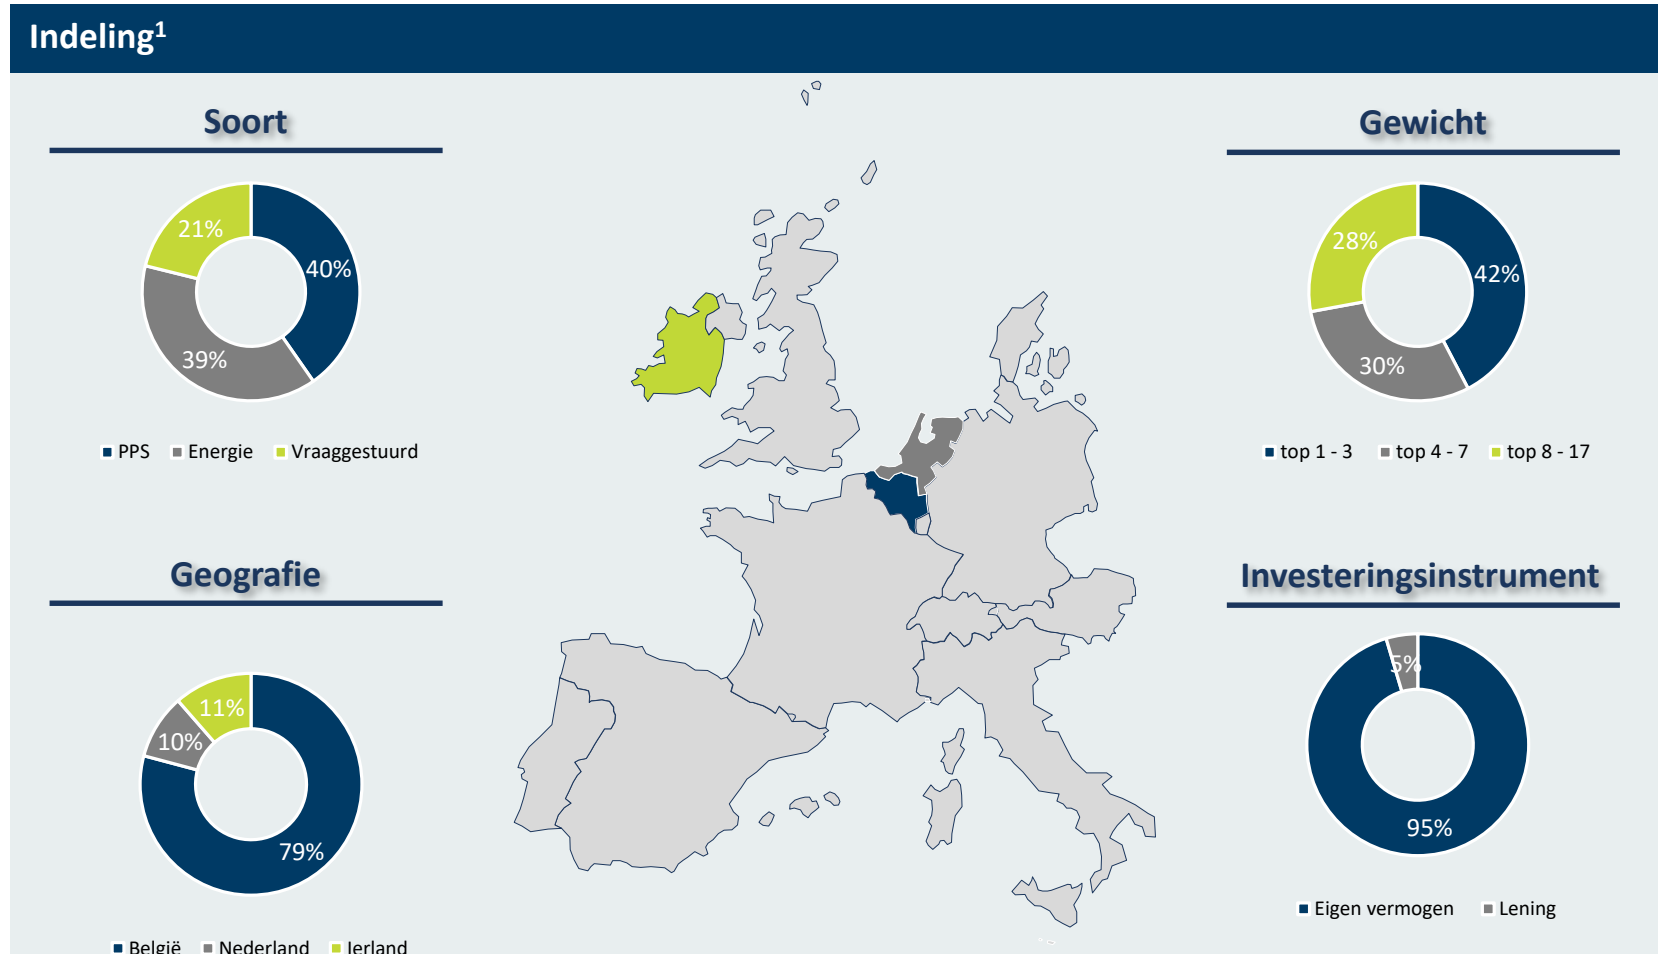 Indeling¹
Soort
21%
40%
39%
PPS Energie Vraaggestuurd
Gewicht
28%
42%
30%
top 1 - 3 top 4 - 7 top 8 - 17
Geografie
11%
10%
79%
België Nederland Ierland
Investeringsinstrument
5%
95%
Eigen vermogen Lening